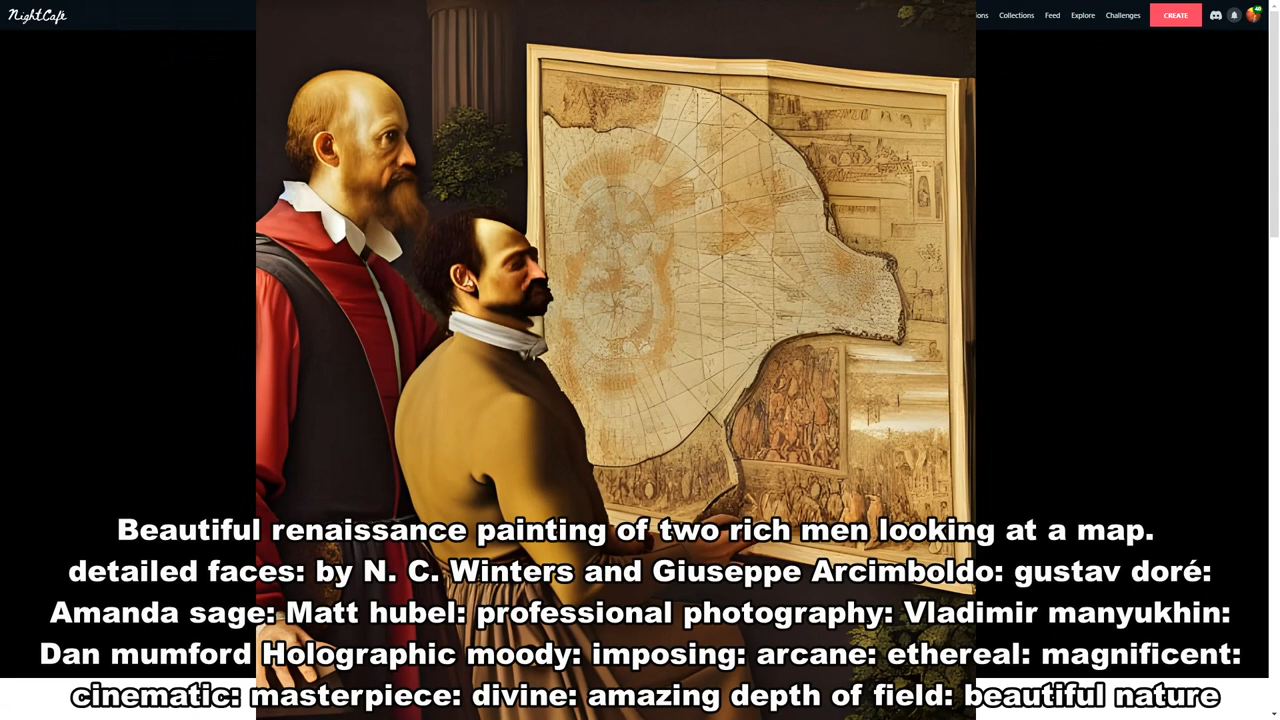 NightCafé
ions Collections Feed Explore Challenges CREATE
Beautiful renaissance painting of two rich men looking at a map.
detailed faces: by N. C. Winters and Giuseppe Arcimboldo: gustav doré:
Amanda sage: Matt hubel: professional photography: Vladimir manyukhin:
Dan mumford Holographic moody: imposing: arcane: ethereal: magnificent:
cinematic: masterpiece: divine: amazing depth of field: beautiful nature